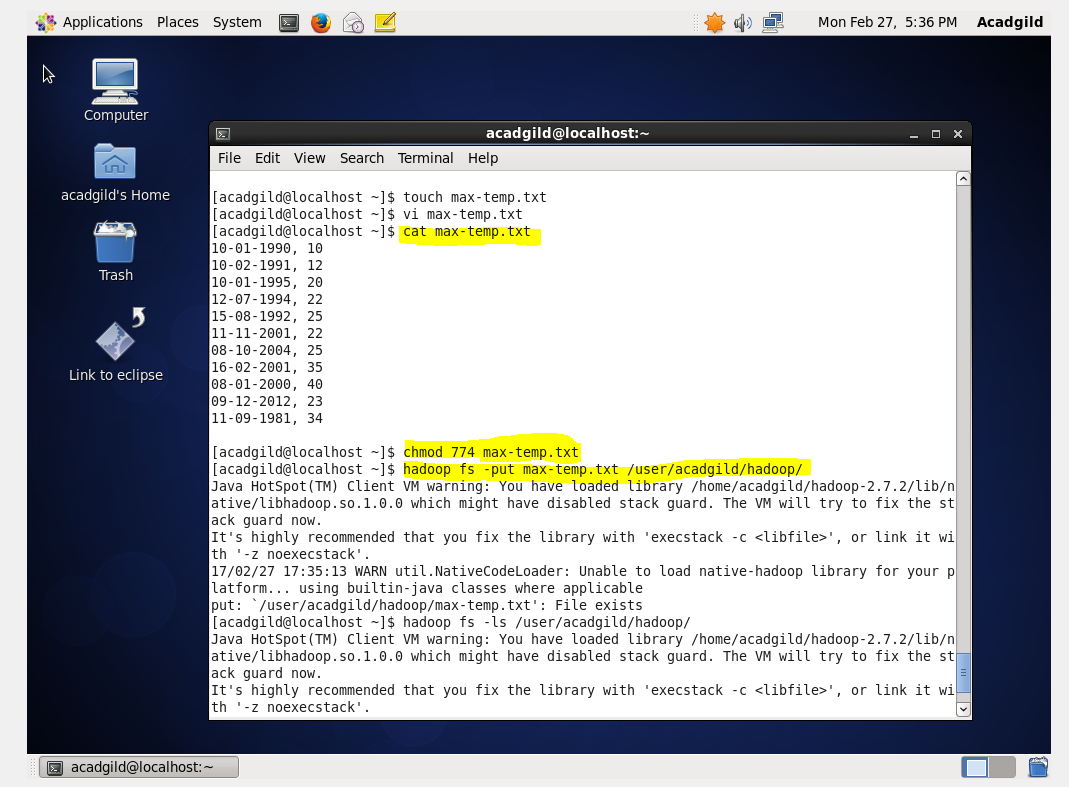 Applications Places System
Mon Feb 27, 5:36 PM Acadgild
Computer
acadgild's Home
Trash
Link to eclipse
acadgild@localhost:~
File Edit View Search Terminal Help
[acadgild@localhost ~]$ touch max-temp.txt
[acadgild@localhost ~]$ vi max-temp.txt
[acadgild@localhost ~]$ cat max-temp.txt
10-01-1990, 10
10-02-1991, 12
10-01-1995, 20
12-07-1994, 22
15-08-1992, 25
11-11-2001, 22
08-10-2004, 25
16-02-2001, 35
08-01-2000, 40
09-12-2012, 23
11-09-1981, 34
[acadgild@localhost ~]$ chmod 774 max-temp.txt
[acadgild@localhost ~]$ hadoop fs -put max-temp.txt /user/acadgild/hadoop/
Java HotSpot(TM) Client VM warning: You have loaded library /home/acadgild/hadoop-2.7.2/lib/n
ative/libhadoop.so.1.0.0 which might have disabled stack guard. The VM will try to fix the st
ack guard now.
It's highly recommended that you fix the library with 'execstack -c <libfile>', or link it wi
th '-z noexecstack'.
17/02/27 17:35:13 WARN util.NativeCodeLoader: Unable to load native-hadoop library for your p
latform... using builtin-java classes where applicable
put: `/user/acadgild/hadoop/max-temp.txt': File exists
[acadgild@localhost ~]$ hadoop fs -ls /user/acadgild/hadoop/
Java HotSpot(TM) Client VM warning: You have loaded library /home/acadgild/hadoop-2.7.2/lib/n
ative/libhadoop.so.1.0.0 which might have disabled stack guard. The VM will try to fix the st
ack guard now.
It's highly recommended that you fix the library with 'execstack -c <libfile>', or link it wi
th '-z noexecstack'.
acadgild@localhost:~